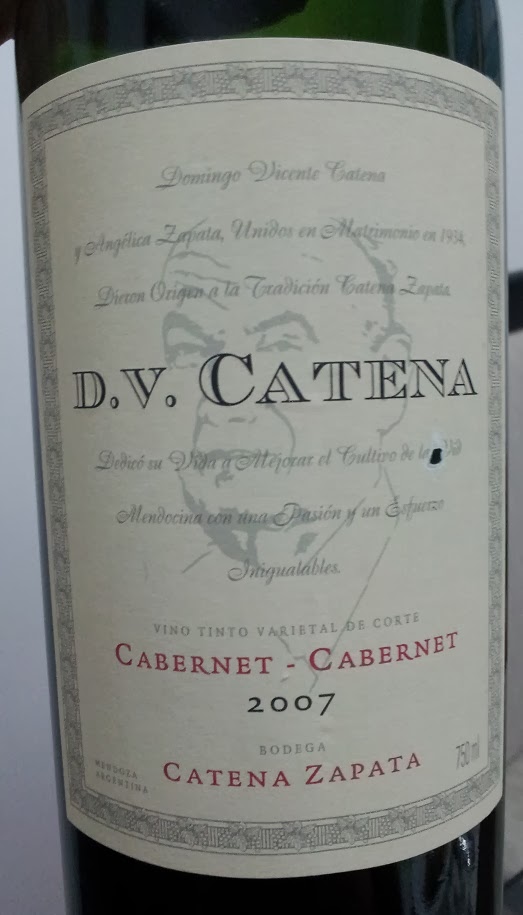 Domingo Vicente Catena
y Angélica Zapata, Unidos en Matrimonio en 1934,
Dieron Origen a la Tradición Catena Zapata.
D.V. CATENA
Dedicó su Vida a Mejorar el Cultivo de la Vid
Mendocina con una Pasión y un Esfuerzo
Inigualables.
VINO TINTO VARIETAL DE CORTE
CABERNET - CABERNET
2007
BODEGA
CATENA ZAPATA
MENDOZA
ARGENTINA
750 ml